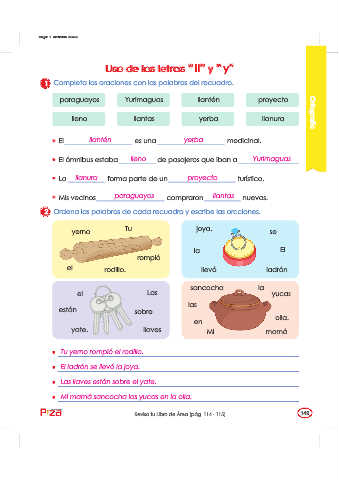 Uso de las letras "ll" y "y"
Ortografía
1 Completa las oraciones con las palabras del recuadro.
paraguayos Yurimaguas llantén proyecto
lleno llantas yerba llanura
El llantén es una yerba medicinal.
El ómnibus estaba lleno de pasajeros que iban a Yurimaguas
La llanura forma parte de un proyecto turístico.
Mis vecinos paraguayos compraron llantas nuevas.
2 Ordena las palabras de cada recuadro y escribe las oraciones.
yerno Tu
rompió
el rodillo.
joya. se
la El
llevó ladrón
el Las
están sobre
yate. llaves
sancocha la yucas
las
en olla.
Mi mamá
Tu yerno rompió el rodillo.
El ladrón se llevó la joya.
Las llaves están sobre el yate.
Mi mamá sancocha las yucas en la olla.
Revisa tu Libro de Área (pág. 114 - 115)
149